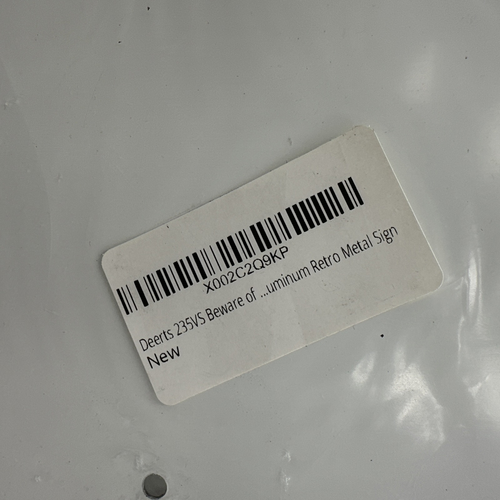 X002C2Q9KP
Deerts 235VS Beware of ...uminum Retro Metal Sign
New